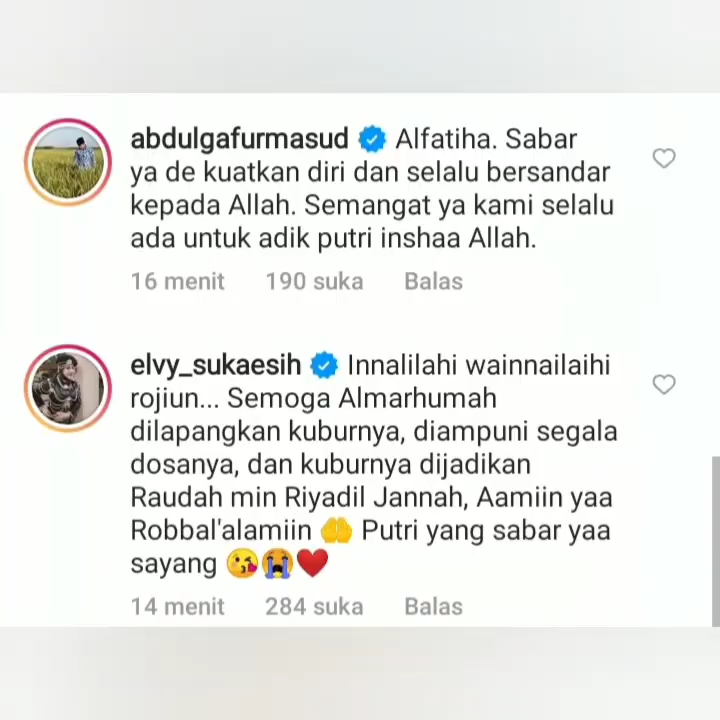 abdulgafurmasud Alfatiha. Sabar
ya de kuatkan diri dan selalu bersandar
kepada Allah. Semangat ya kami selalu
ada untuk adik putri inshaa Allah.
16 menit 190 suka Balas
elvy_sukaesih Innalilahi wainnailaihi
rojiun... Semoga Almarhumah
dilapangkan kuburnya, diampuni segala
dosanya, dan kuburnya dijadikan
Raudah min Riyadil Jannah, Aamiin yaa
Robbal'alamiin 🤲 Putri yang sabar yaa
sayang 😘😭❤️
14 menit 284 suka Balas